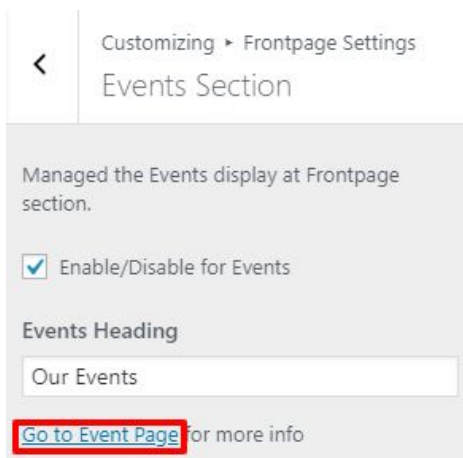 Customizing ▸ Frontpage Settings
Events Section
Managed the Events display at Frontpage
section.
Enable/Disable for Events
Events Heading
Our Events
Go to Event Page for more info